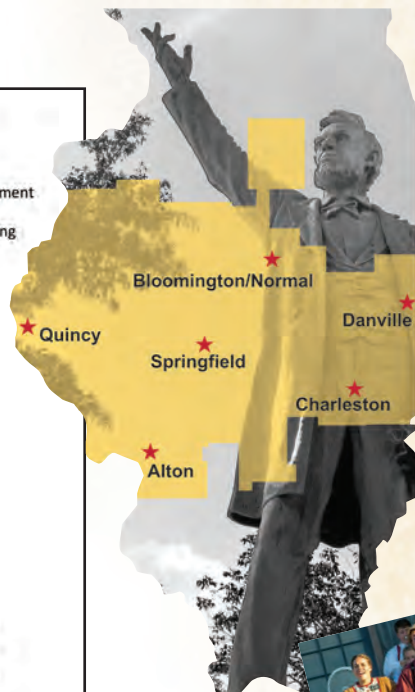 ment
ng
Bloomington/Normal
Danville
Quincy
Springfield
Charleston
Alton